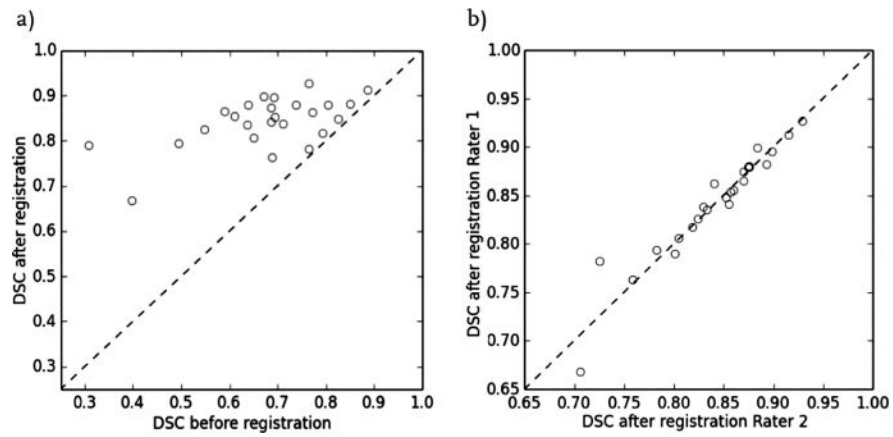 a)
DSC after registration
1.0
0.9
0.8
0.7
0.6
0.5
0.4
0.3
0.3 0.4 0.5 0.6 0.7 0.8 0.9 1.0
DSC before registration
b)
DSC after registration Rater 1
1.00
0.95
0.90
0.85
0.80
0.75
0.70
0.65
0.65 0.70 0.75 0.80 0.85 0.90 0.95 1.00
DSC after registration Rater 2